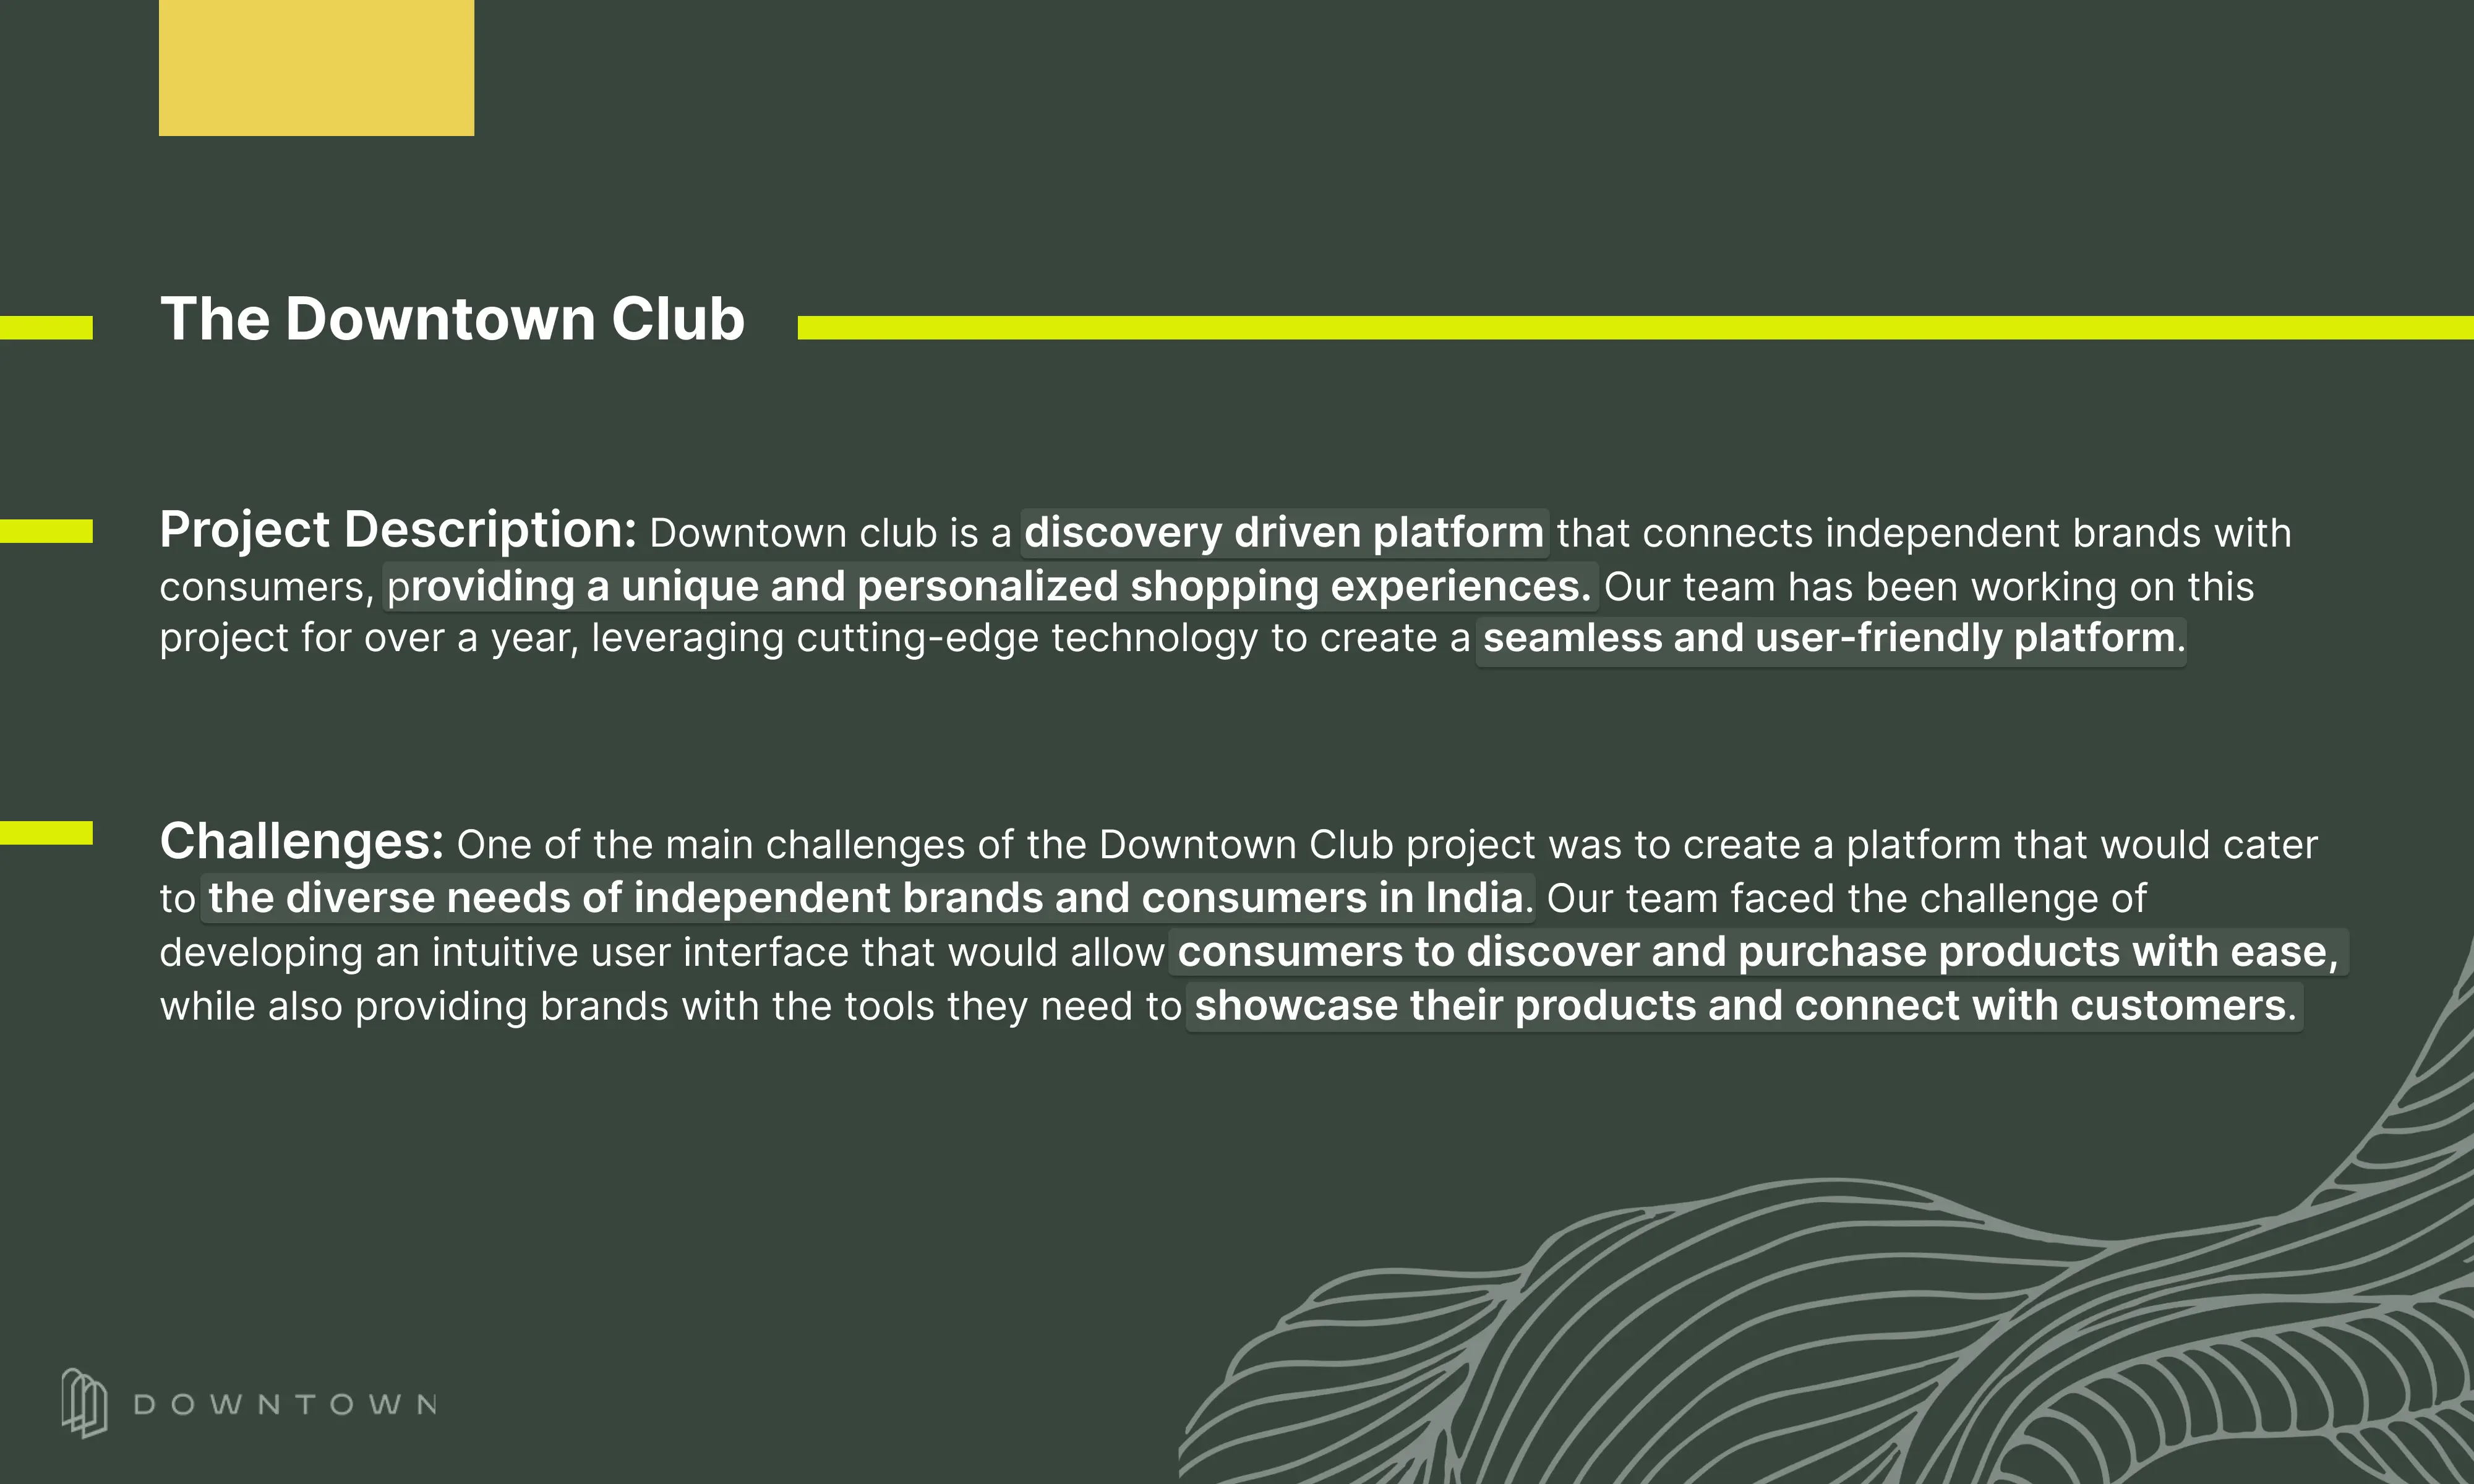 The Downtown Club
Project Description: Downtown club is a discovery driven platform that connects independent brands with
consumers, providing a unique and personalized shopping experiences. Our team has been working on this
project for over a year, leveraging cutting-edge technology to create a seamless and user-friendly platform.
Challenges: One of the main challenges of the Downtown Club project was to create a platform that would cater
to the diverse needs of independent brands and consumers in India. Our team faced the challenge of
developing an intuitive user interface that would allow consumers to discover and purchase products with ease,
while also providing brands with the tools they need to showcase their products and connect with customers.
DOWNTOWN